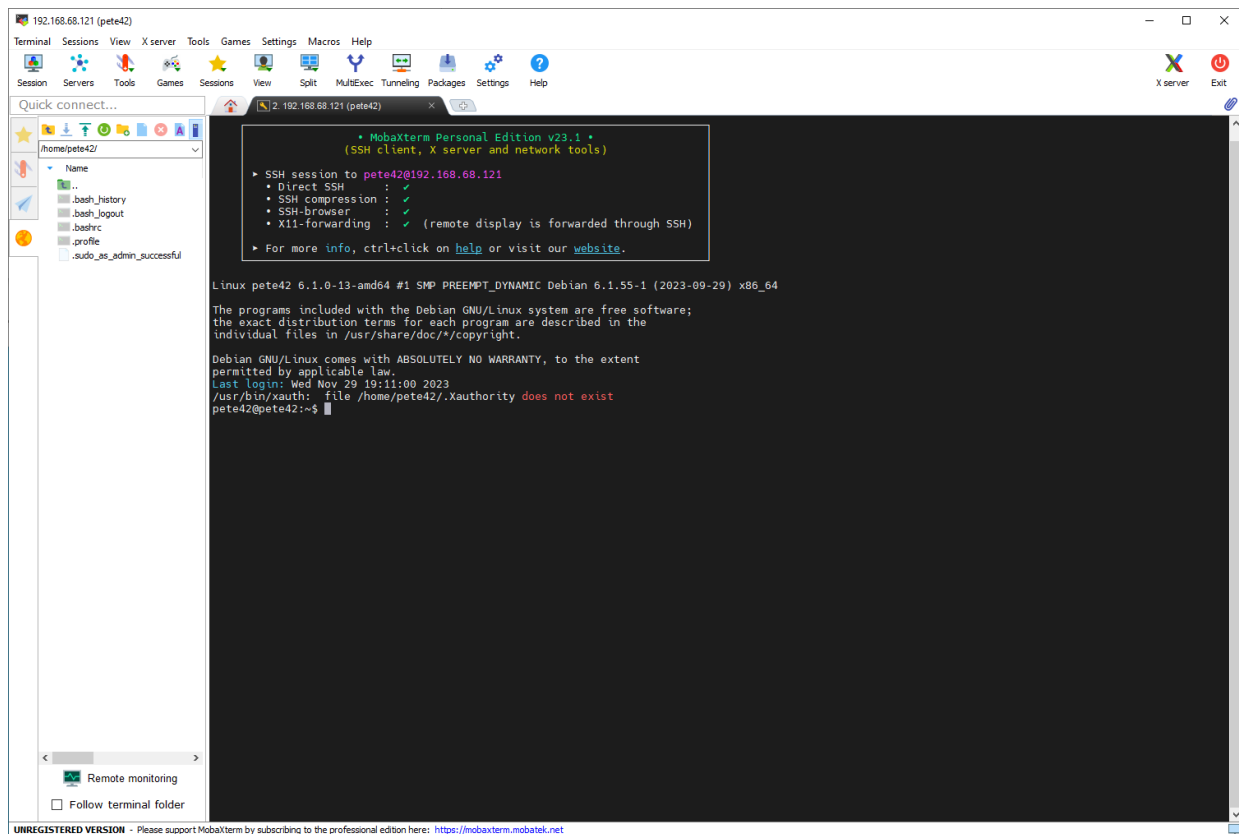 192.168.68.121 (pete42)
Terminal Sessions View X server Tools Games Settings Macros Help
Session Servers Tools Games Sessions View Split MultiExec Tunneling Packages Settings Help X server Exit
Quick connect...
2. 192.168.68.121 (pete42)
/home/pete42/
Name
..
.bash_history
.bash_logout
.bashrc
.profile
.sudo_as_admin_successful
• MobaXterm Personal Edition v23.1 •
(SSH client, X server and network tools)
► SSH session to pete42@192.168.68.121
• Direct SSH : ✔
• SSH compression : ✔
• SSH-browser : ✔
• X11-forwarding : ✔ (remote display is forwarded through SSH)
► For more info, ctrl+click on help or visit our website.
Linux pete42 6.1.0-13-amd64 #1 SMP PREEMPT_DYNAMIC Debian 6.1.55-1 (2023-09-29) x86_64
The programs included with the Debian GNU/Linux system are free software;
the exact distribution terms for each program are described in the
individual files in /usr/share/doc/*/copyright.
Debian GNU/Linux comes with ABSOLUTELY NO WARRANTY, to the extent
permitted by applicable law.
Last login: Wed Nov 29 19:11:00 2023
/usr/bin/xauth: file /home/pete42/.Xauthority does not exist
pete42@pete42:~$
Remote monitoring
Follow terminal folder
UNREGISTERED VERSION - Please support MobaXterm by subscribing to the professional edition here: https://mobaxterm.mobatek.net